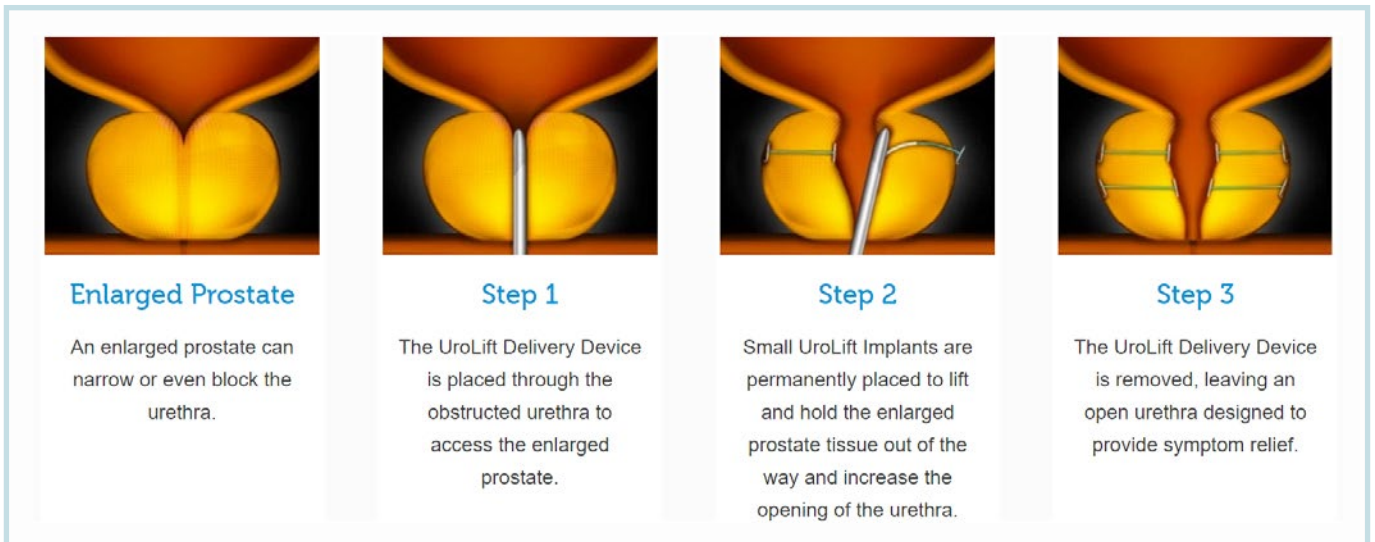 Enlarged Prostate
An enlarged prostate can
narrow or even block the
urethra.
Step 1
The UroLift Delivery Device
is placed through the
obstructed urethra to
access the enlarged
prostate.
Step 2
Small UroLift Implants are
permanently placed to lift
and hold the enlarged
prostate tissue out of the
way and increase the
opening of the urethra.
Step 3
The UroLift Delivery Device
is removed, leaving an
open urethra designed to
provide symptom relief.